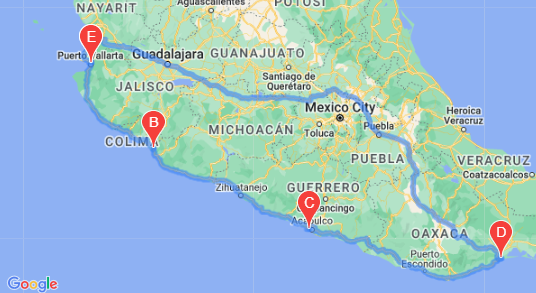 NAYARIT
Aguascalientes
POTOSÍ
E
Puerto Vallarta
Guadalajara
GUANAJUATO
Santiago de
Querétaro
JALISCO
Mexico City
Heroica
Veracruz
B
COLIMA
MICHOACÁN
Toluca
Puebla
PUEBLA
VERACRUZ
Coatzacoalcos
Zihuatanejo
GUERRERO
C
Acapulco
OAXACA
D
Puerto
Escondido
Google